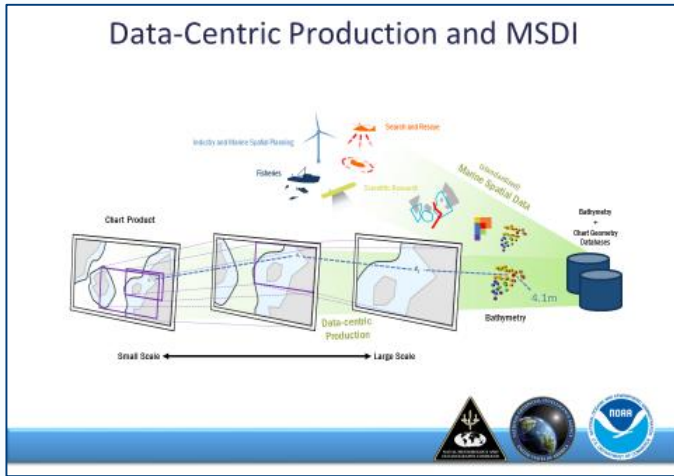 Data-Centric Production and MSDI
Search and Rescue
Industry and Marine Spatial Planning
Fisheries
Scientific Research
(standardized)
Marine Spatial Data
Bathymetry
+
Chart Geometry
Databases
Chart Product
4.1m
Bathymetry
Data-centric
Production
Small Scale
Large Scale
NOAA